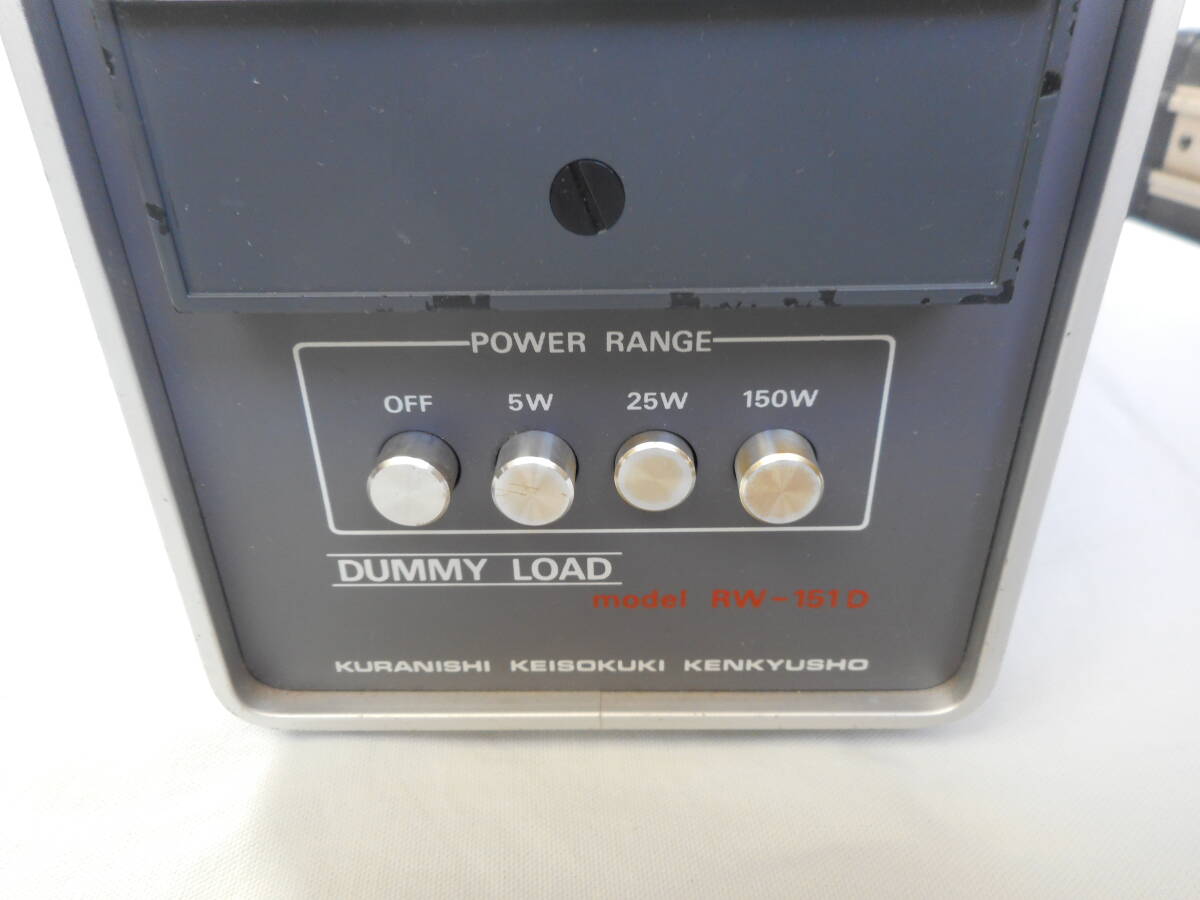 POWER RANGE
OFF 5W 25W 150W
DUMMY LOAD
model RW-151D
KURANISHI KEISOKUKI KENKYUSHO